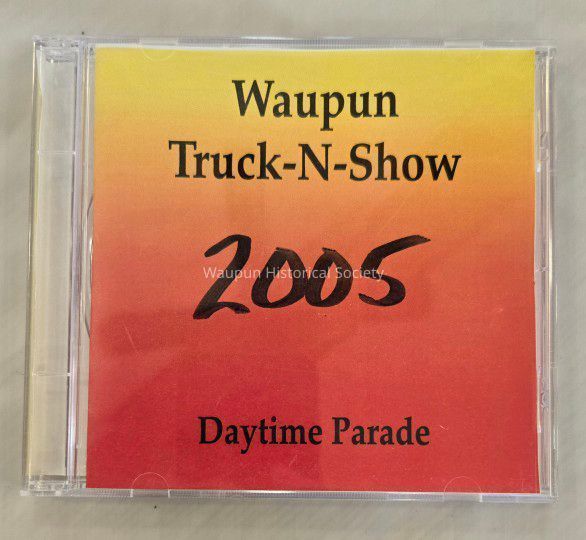 Waupun
Truck-N-Show
2005
Waupun Historical Society
Daytime Parade